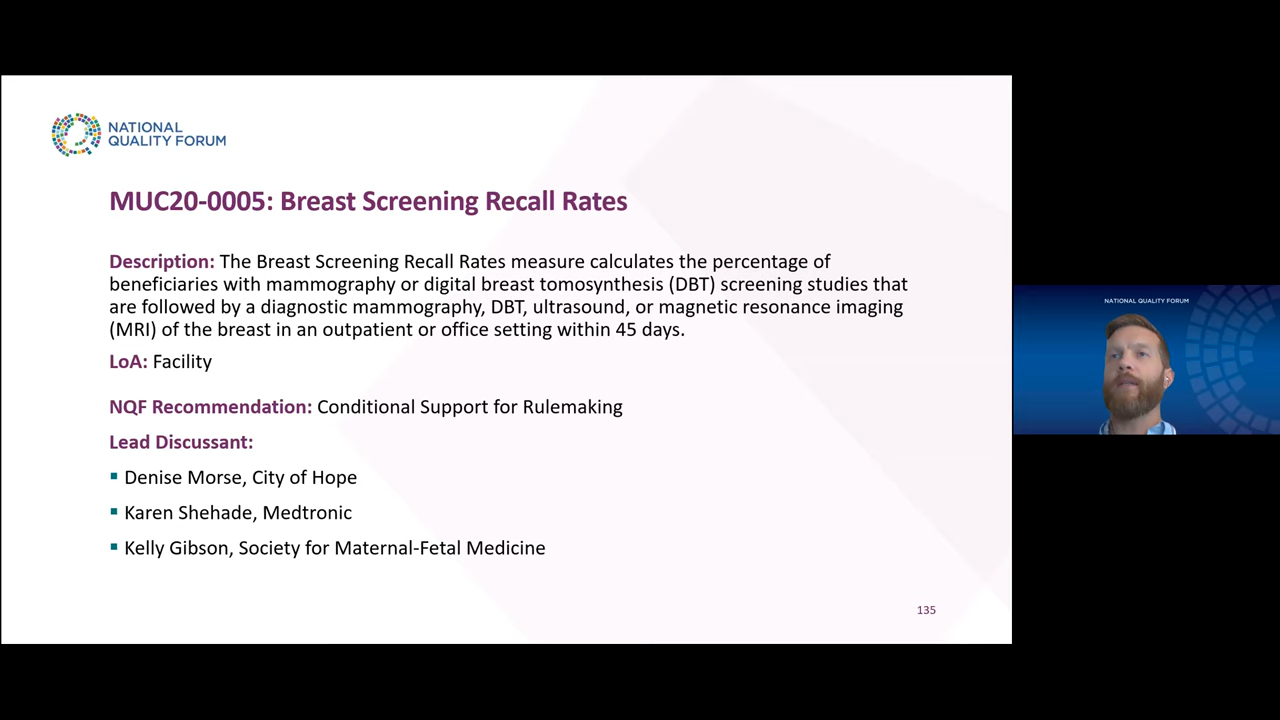 NATIONAL
QUALITY FORUM
MUC20-0005: Breast Screening Recall Rates
Description: The Breast Screening Recall Rates measure calculates the percentage of
beneficiaries with mammography or digital breast tomosynthesis (DBT) screening studies that
are followed by a diagnostic mammography, DBT, ultrasound, or magnetic resonance imaging
(MRI) of the breast in an outpatient or office setting within 45 days.
LoA: Facility
NQF Recommendation: Conditional Support for Rulemaking
Lead Discussant:
▪ Denise Morse, City of Hope
▪ Karen Shehade, Medtronic
▪ Kelly Gibson, Society for Maternal-Fetal Medicine
135
NATIONAL QUALITY FORUM